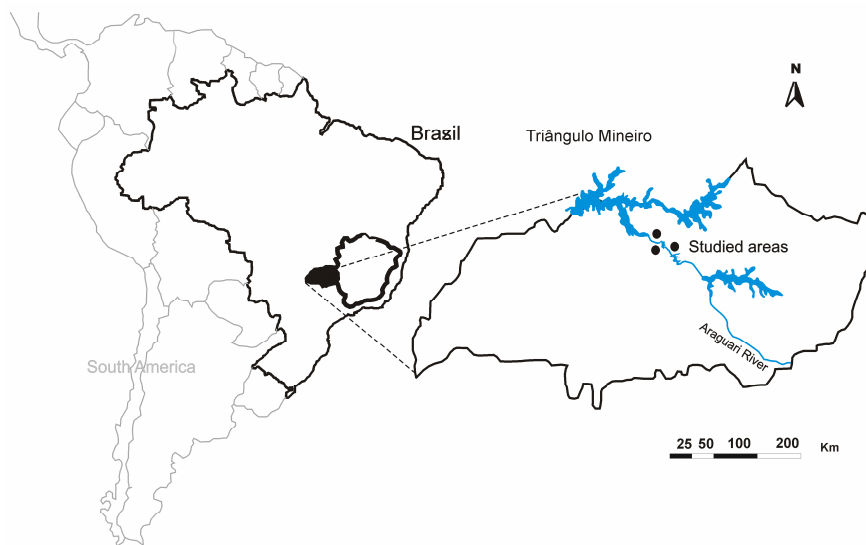 N
Brazil
Triângulo Mineiro
Studied areas
Araguari River
South America
25 50 100 200 Km